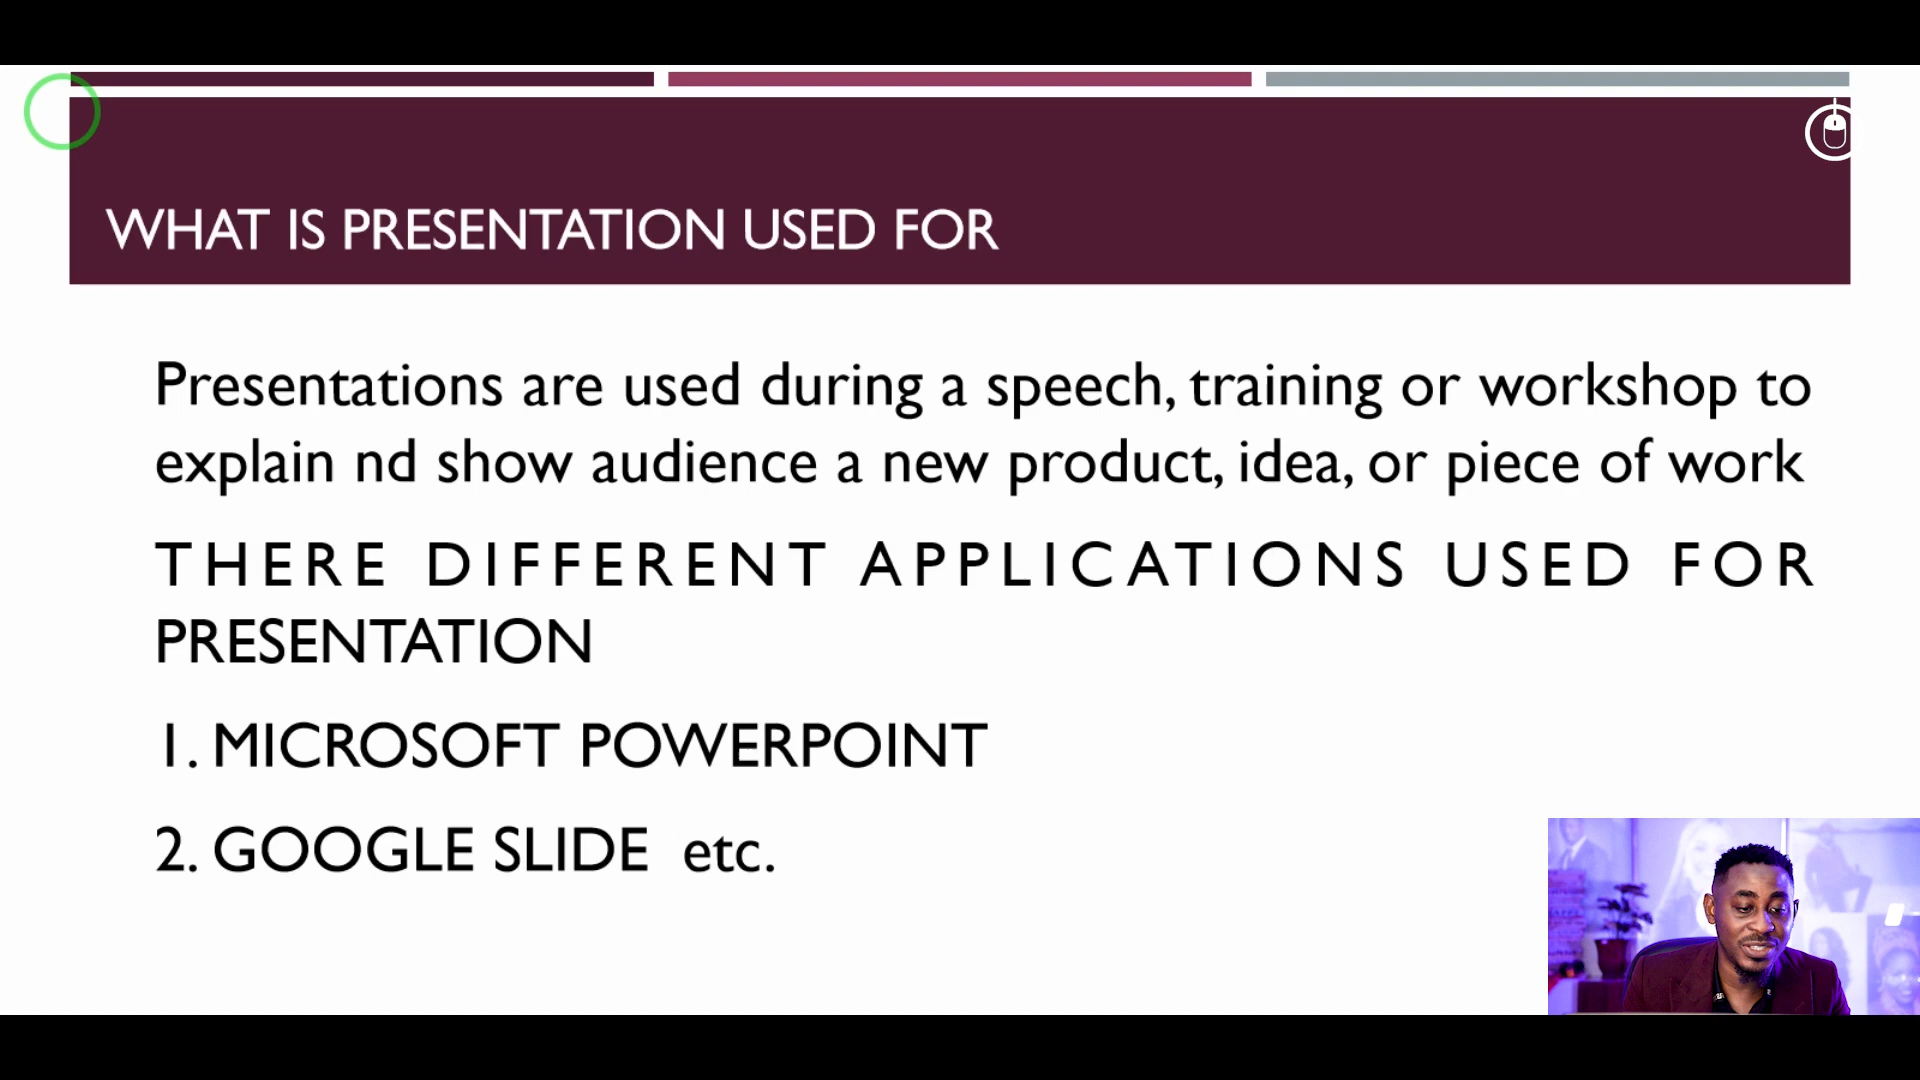 WHAT IS PRESENTATION USED FOR
Presentations are used during a speech, training or workshop to
explain nd show audience a new product, idea, or piece of work
THERE DIFFERENT APPLICATIONS USED FOR
PRESENTATION
1. MICROSOFT POWERPOINT
2. GOOGLE SLIDE etc.